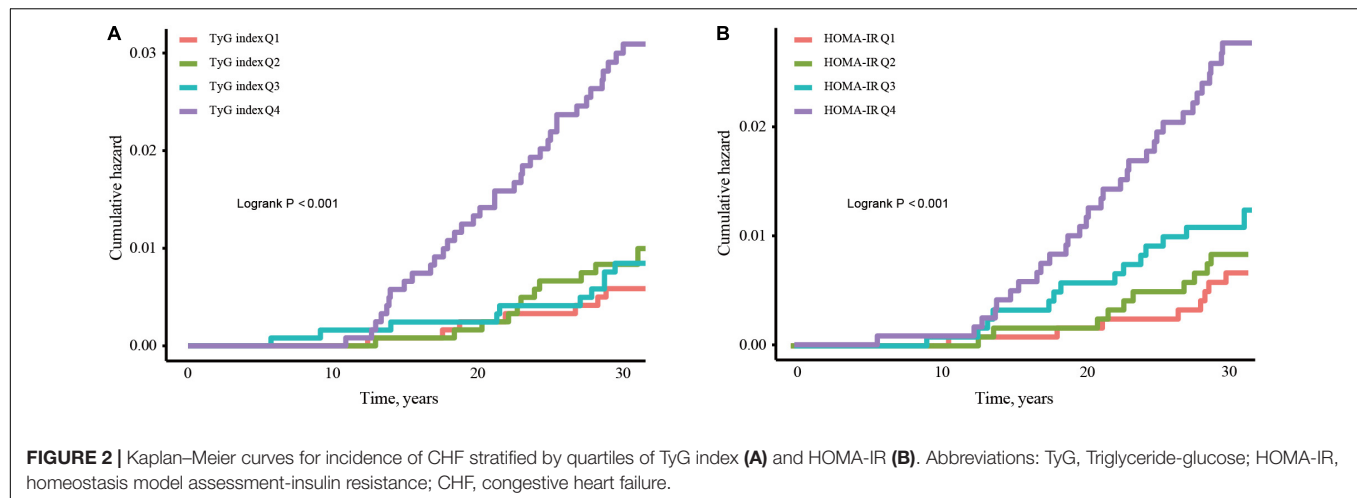 A
TyG index Q1
TyG index Q2
TyG index Q3
TyG index Q4
0.03
0.02
0.01
0.00
Cumulative hazard
Logrank P < 0.001
0
10
20
30
Time, years
B
HOMA-IR Q1
HOMA-IR Q2
HOMA-IR Q3
HOMA-IR Q4
0.02
0.01
0.00
Cumulative hazard
Logrank P < 0.001
0
10
20
30
Time, years
FIGURE 2 | Kaplan–Meier curves for incidence of CHF stratified by quartiles of TyG index (A) and HOMA-IR (B). Abbreviations: TyG, Triglyceride-glucose; HOMA-IR,
homeostasis model assessment-insulin resistance; CHF, congestive heart failure.